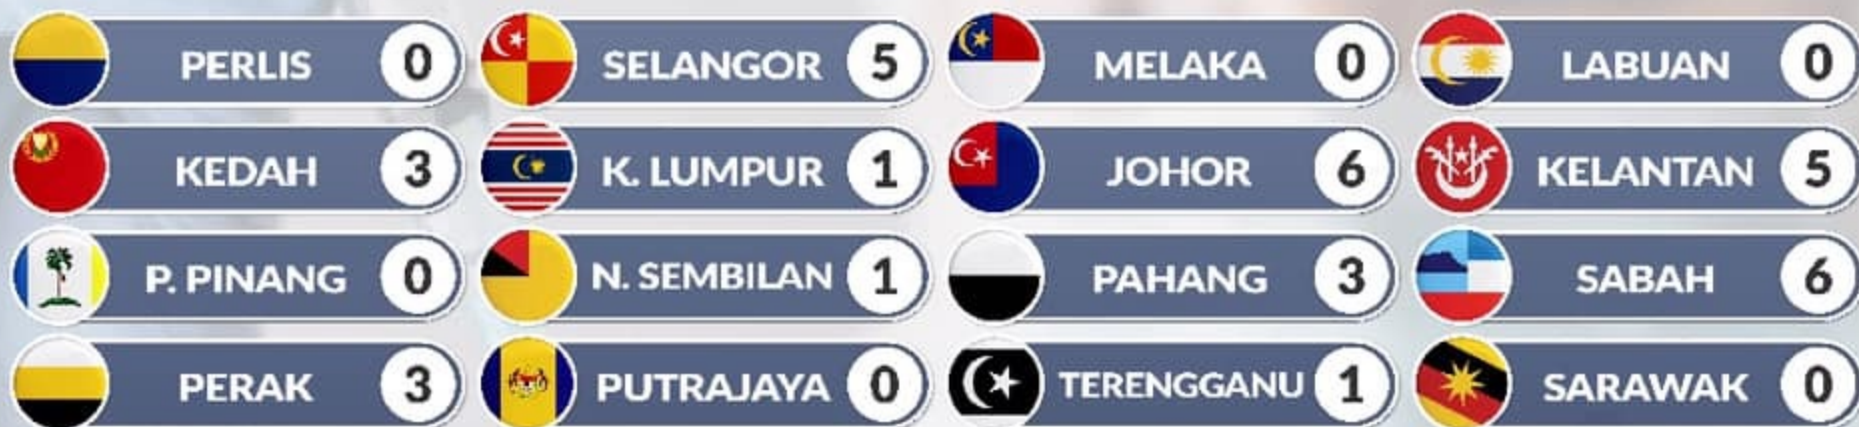 PERLIS 0
SELANGOR 5
MELAKA 0
LABUAN 0
KEDAH 3
K. LUMPUR 1
JOHOR 6
KELANTAN 5
P. PINANG 0
N. SEMBILAN 1
PAHANG 3
SABAH 6
PERAK 3
PUTRAJAYA 0
TERENGGANU 1
SARAWAK 0